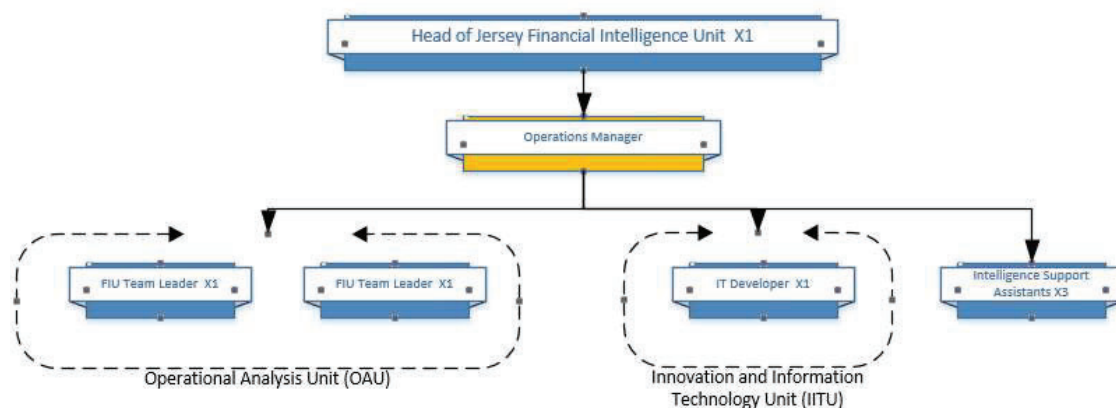 Head of Jersey Financial Intelligence Unit X1
Operations Manager
FIU Team Leader X1
FIU Team Leader X1
IT Developer X1
Intelligence Support
Assistants X3
Operational Analysis Unit (OAU)
Innovation and Information
Technology Unit (IITU)